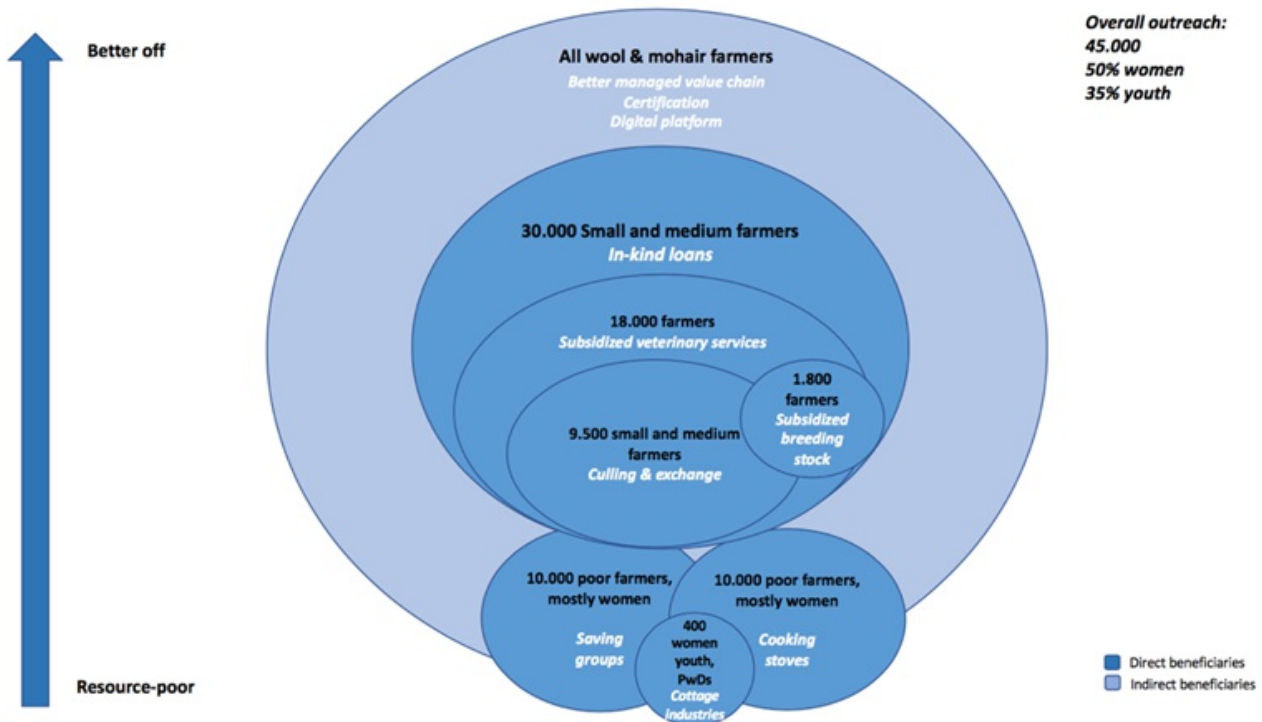 Better off
Resource-poor
Overall outreach:
45.000
50% women
35% youth
All wool & mohair farmers
Better managed value chain
Certification
Digital platform
30.000 Small and medium farmers
In-kind loans
18.000 farmers
Subsidized veterinary services
1.800
farmers
Subsidized
breeding
stock
9.500 small and medium
farmers
Culling & exchange
10.000 poor farmers,
mostly women
Saving
groups
10.000 poor farmers,
mostly women
Cooking
stoves
400
women
youth,
PwDs
Cottage
industries
Direct beneficiaries
Indirect beneficiaries